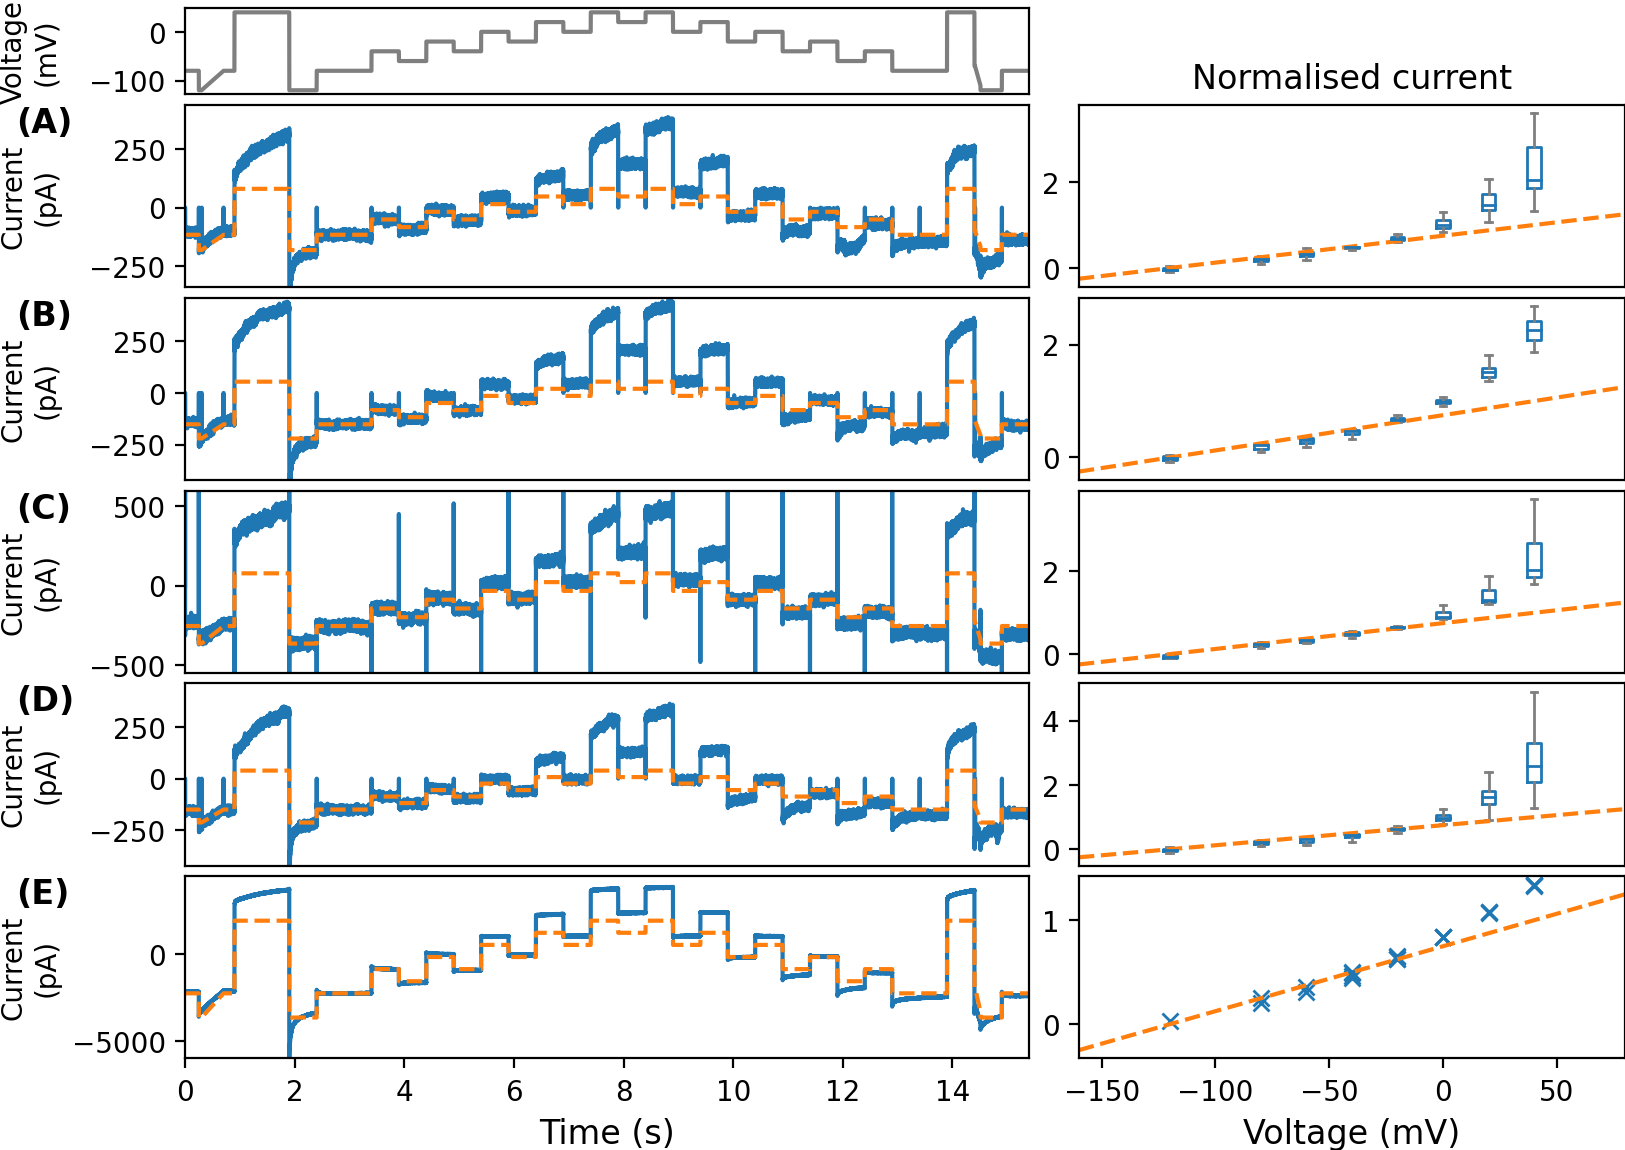 Voltage
(mV)
0
−100
Normalised current
(A)
Current
(pA)
250
0
−250
2
0
(B)
Current
(pA)
250
0
−250
2
0
(C)
Current
(pA)
500
0
−500
2
0
(D)
Current
(pA)
250
0
−250
4
2
0
(E)
Current
(pA)
0
−5000
1
0
0 2 4 6 8 10 12 14
−150 −100 −50 0 50
Time (s)
Voltage (mV)